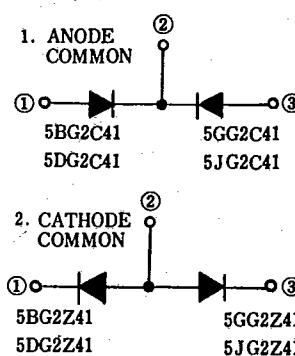 1. ANODE
COMMON
②
① ③
5BG2C41 5GG2C41
5DG2C41 5JG2C41
2. CATHODE
COMMON
②
① ③
5BG2Z41 5GG2Z41
5DG2Z41 5JG2Z41